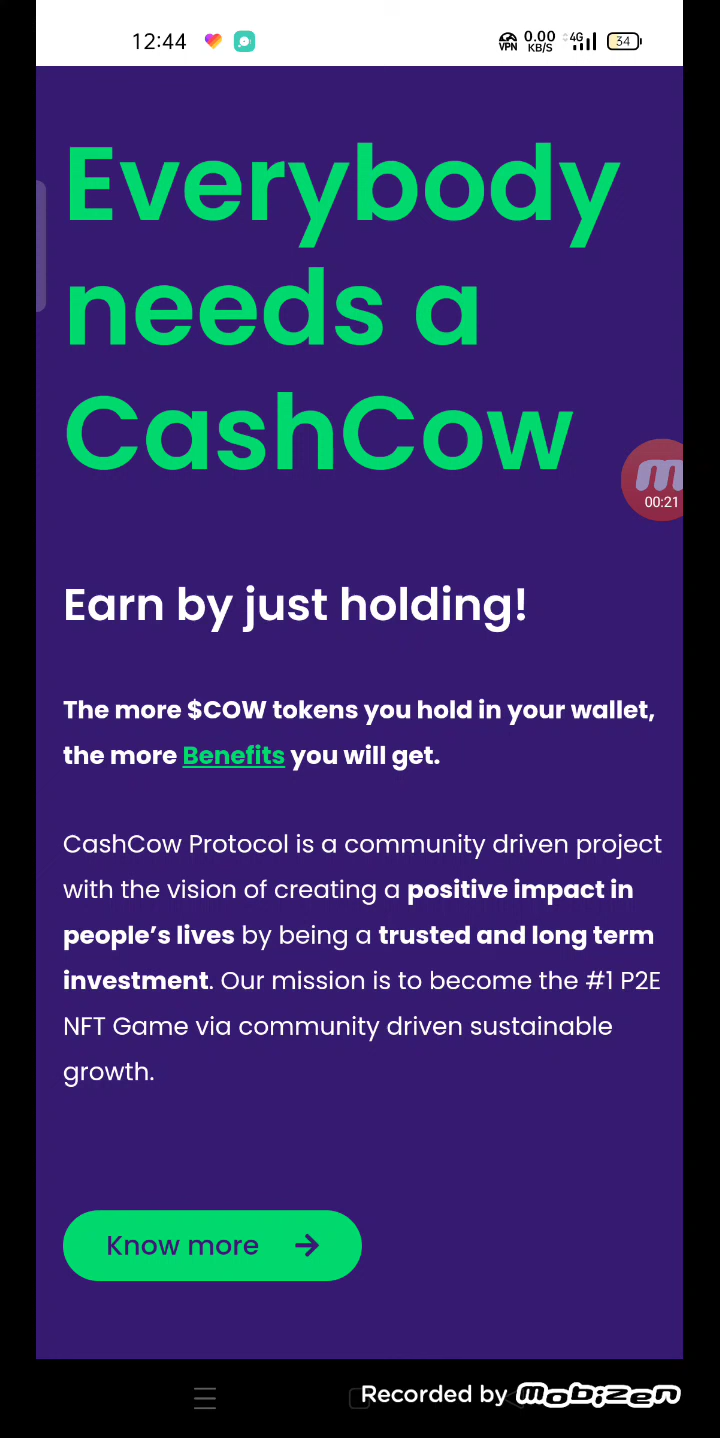 12:44 VPN 0.00 KB/S 4G 34
Everybody
needs a
CashCow
00:21
Earn by just holding!
The more $COW tokens you hold in your wallet,
the more Benefits you will get.
CashCow Protocol is a community driven project
with the vision of creating a positive impact in
people’s lives by being a trusted and long term
investment. Our mission is to become the #1 P2E
NFT Game via community driven sustainable
growth.
Know more
Recorded by mobizen